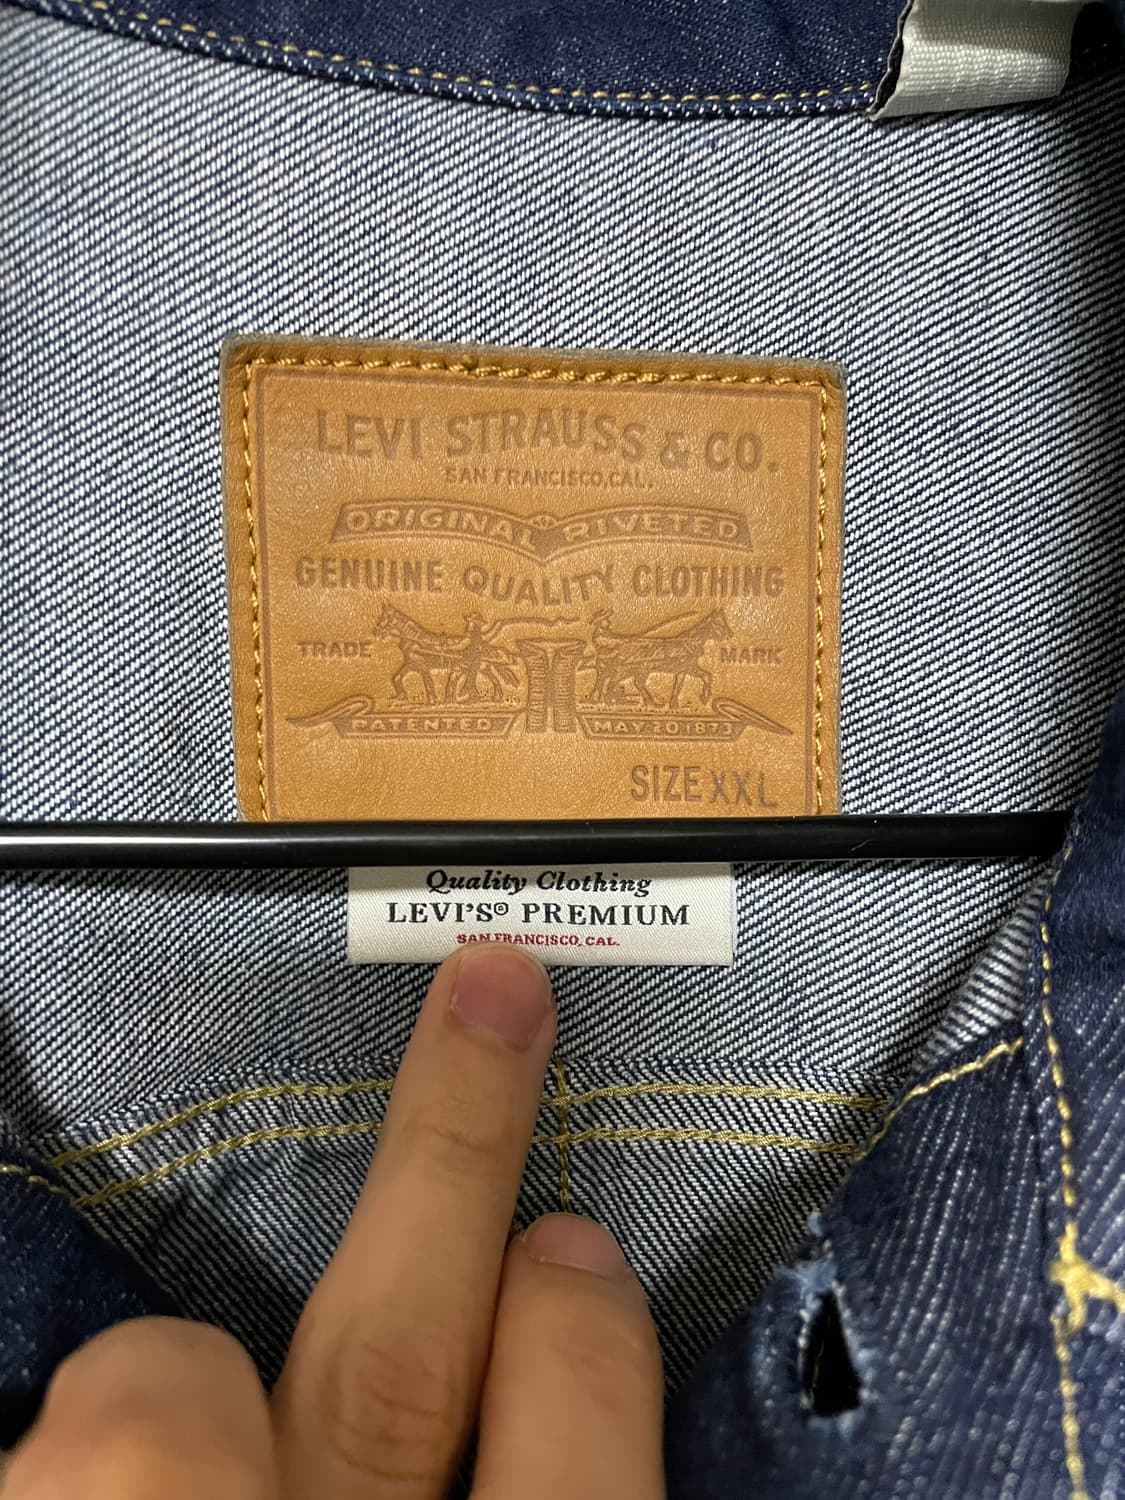 LEVI STRAUSS & CO.
SAN FRANCISCO, CAL.
ORIGINAL RIVETED
GENUINE QUALITY CLOTHING
TRADE MARK
PATENTED MAY 20 1873
SIZE XXL
Quality Clothing
LEVI'S® PREMIUM
SAN FRANCISCO, CAL.